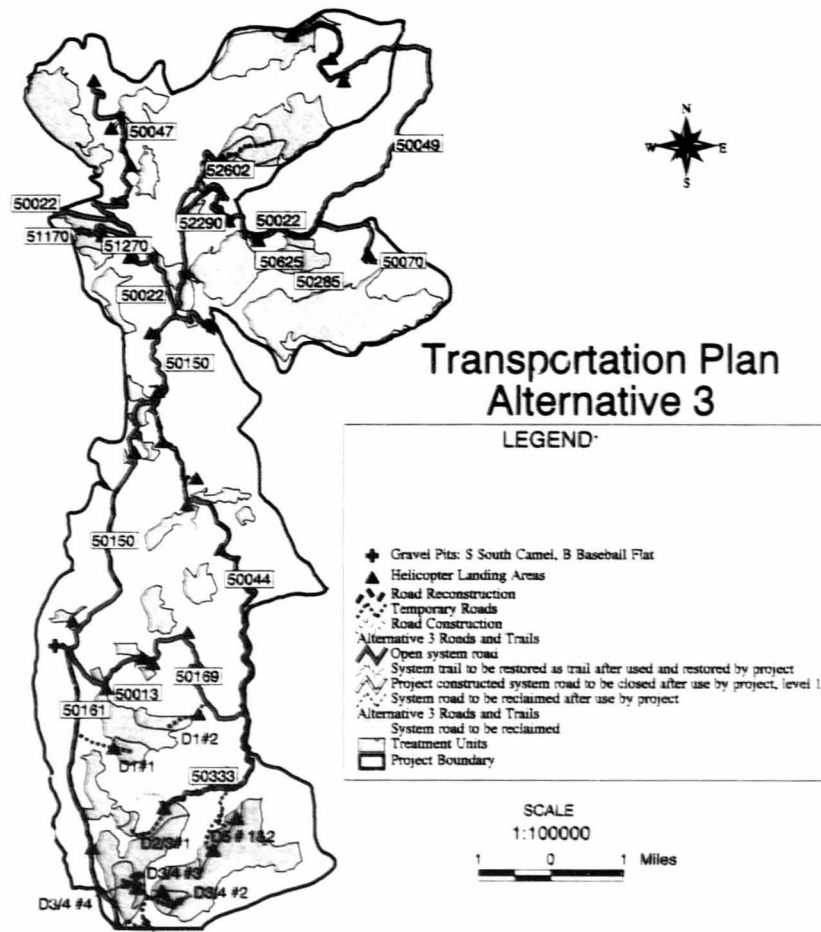 50047
50049
52602
50022
52290
50022
51170
51270
50625
50070
50285
50022
N
W E
S
50150
Transportation Plan
Alternative 3
LEGEND
50150
50044
Gravel Pits: S South Camel, B Baseball Flat
Helicopter Landing Areas
Road Reconstruction
Temporary Roads
Road Construction
Alternative 3 Roads and Trails
Open system road
System trail to be restored as trail after used and restored by project
Project constructed system road to be closed after use by project, level 1
System road to be reclaimed after use by project
Alternative 3 Roads and Trails
System road to be reclaimed
Treatment Units
Project Boundary
50169
50013
50161
D1#2
D1#1
50333
D2/3#1
D5 # 1&2
D3/4 #3
D3/4 #2
D3/4 #4
SCALE
1:100000
1 0 1 Miles